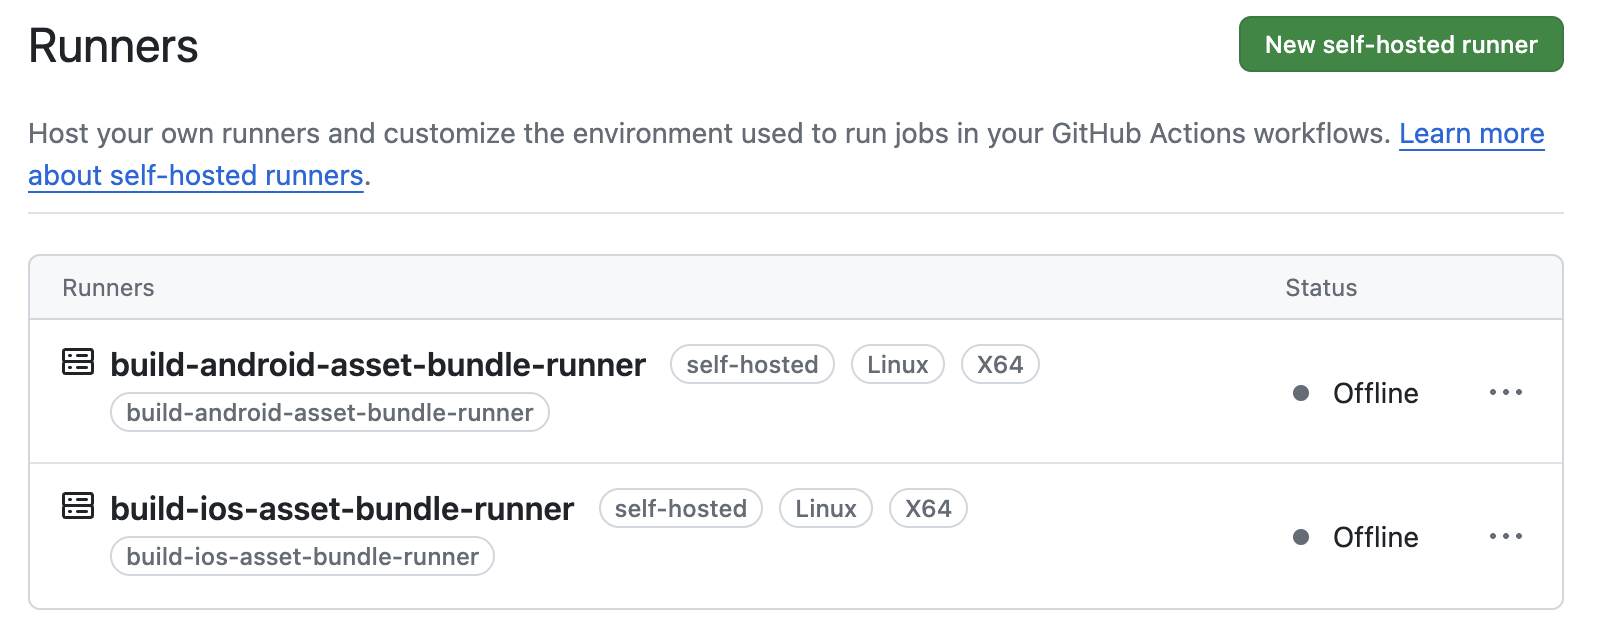 Runners
New self-hosted runner
Host your own runners and customize the environment used to run jobs in your GitHub Actions workflows. Learn more
about self-hosted runners.
Runners Status
build-android-asset-bundle-runner self-hosted Linux X64
build-android-asset-bundle-runner
Offline
build-ios-asset-bundle-runner self-hosted Linux X64
build-ios-asset-bundle-runner
Offline